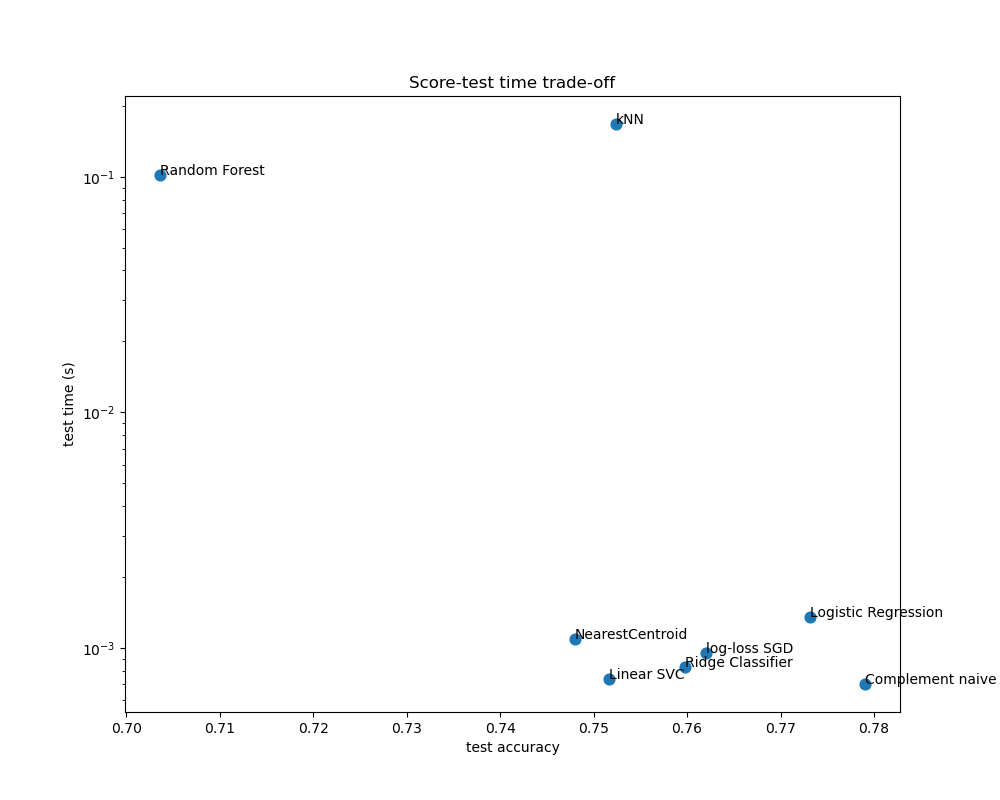 Score-test time trade-off
kNN
Random Forest
Logistic Regression
NearestCentroid
log-loss SGD
Ridge Classifier
Linear SVC
Complement naive
10⁻¹
10⁻²
10⁻³
test time (s)
0.70 0.71 0.72 0.73 0.74 0.75 0.76 0.77 0.78
test accuracy